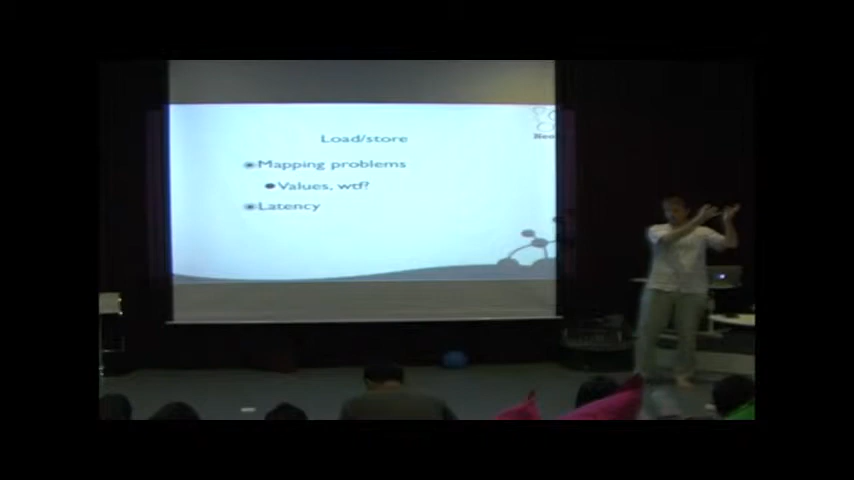 Load/store
Mapping problems
Values, wtf?
Latency